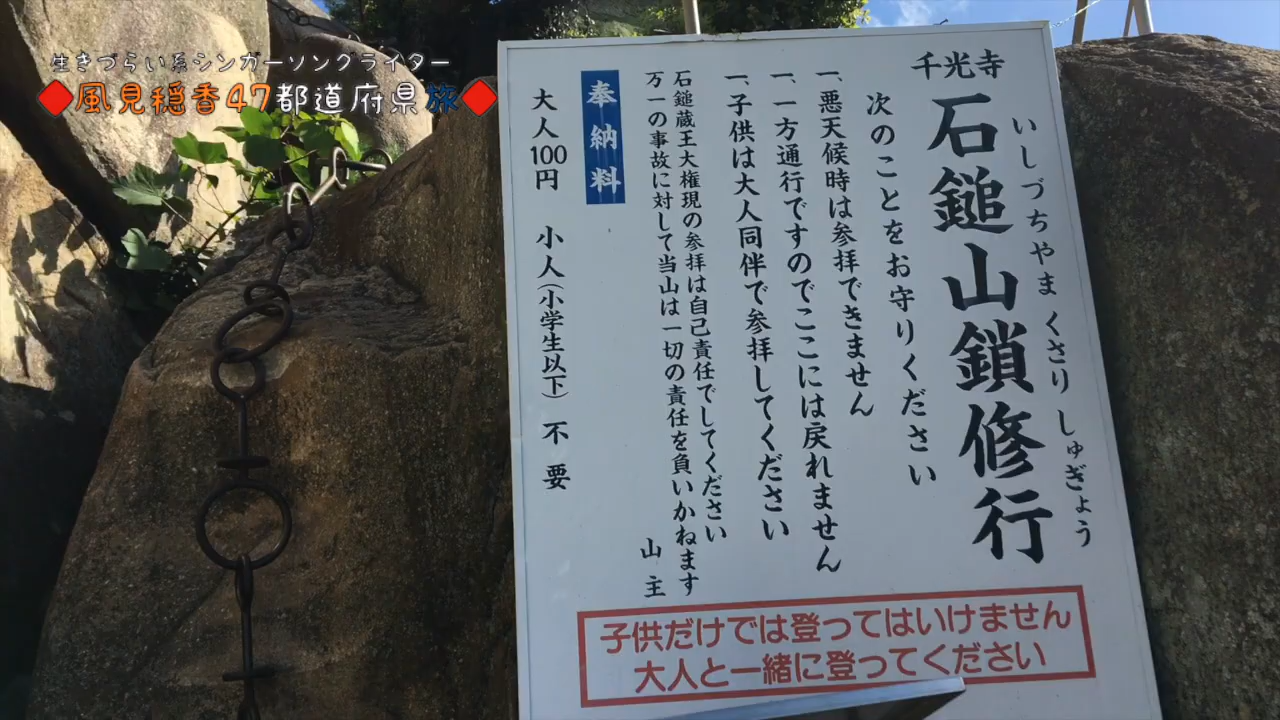 生きづらい系シンガーソングライター
◆風見穏香47都道府県旅◆
千光寺
石鎚山鎖修行
いしづちやま くさり しゅぎょう
次のことをお守りください
一、悪天候時は参拝できません
一、一方通行ですのでここには戻れません
一、子供は大人同伴で参拝してください
石鎚蔵王大権現の参拝は自己責任でしてください
万一の事故に対して当山は一切の責任を負いかねます
山主
奉納料
大人100円 小人(小学生以下)不要
子供だけでは登ってはいけません
大人と一緒に登ってください